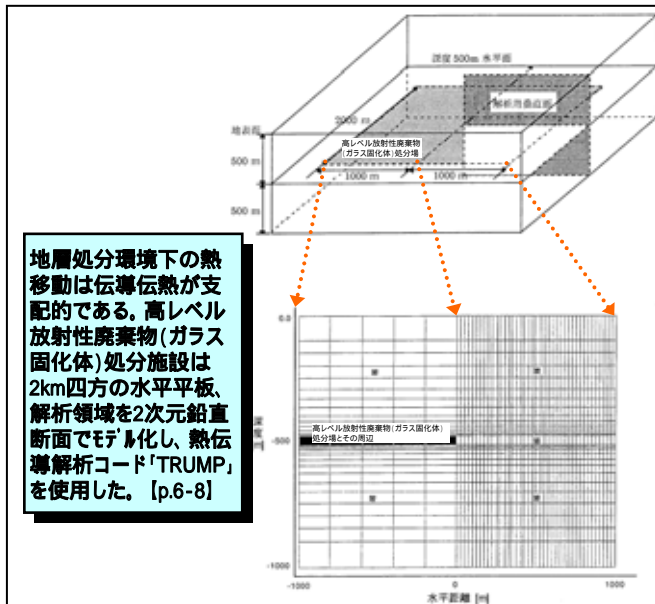 深度500m 水平面
解析用鉛直面
2000 m
地表面
高レベル放射性廃棄物
(ガラス固化体)処分場
500 m
1000 m
1000 m
500 m
地層処分環境下の熱
移動は伝導伝熱が支
配的である。高レベル
放射性廃棄物(ガラス
固化体)処分施設は
2km四方の水平平板、
解析領域を2次元鉛直
断面でモデル化し、熱伝
導解析コード「TRUMP」
を使用した。【p.6-8】
0.0
高レベル放射性廃棄物(ガラス固化体)
処分場とその周辺
深度 [m]
-500
-1000
-1000
0
1000
水平距離 [m]